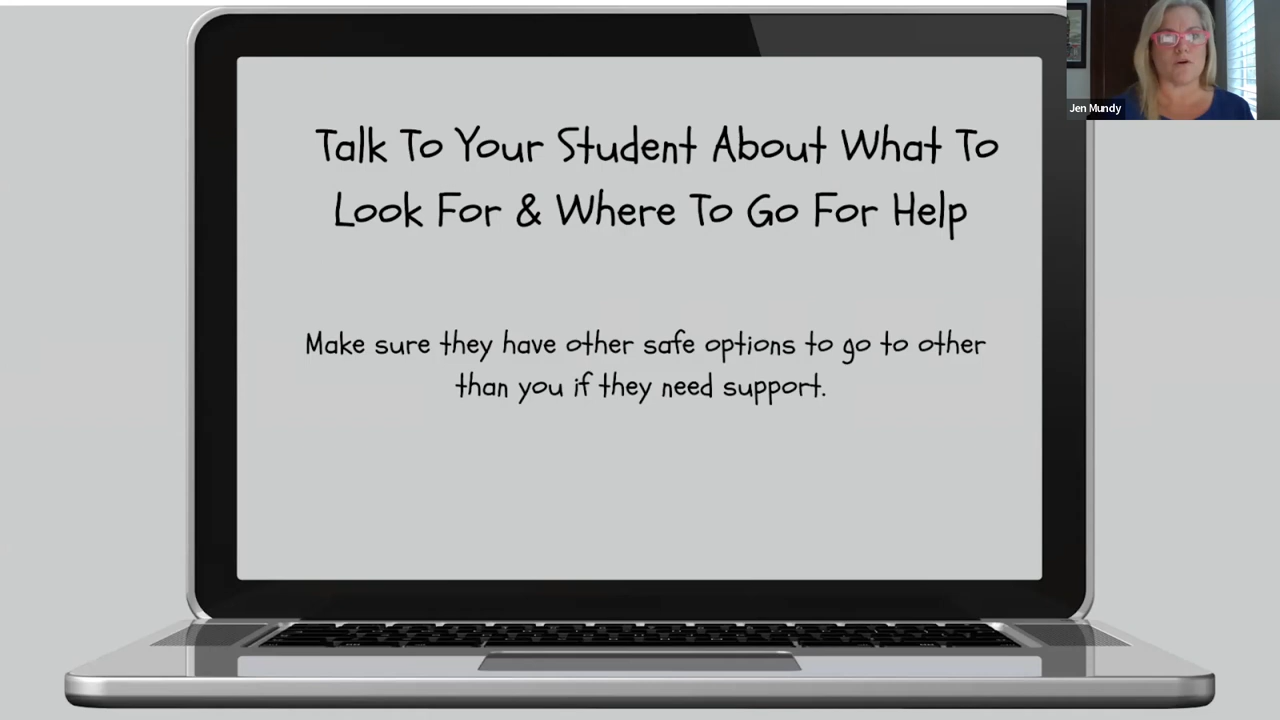 Jen Mundy
Talk To Your Student About What To
Look For & Where To Go For Help
Make sure they have other safe options to go to other
than you if they need support.